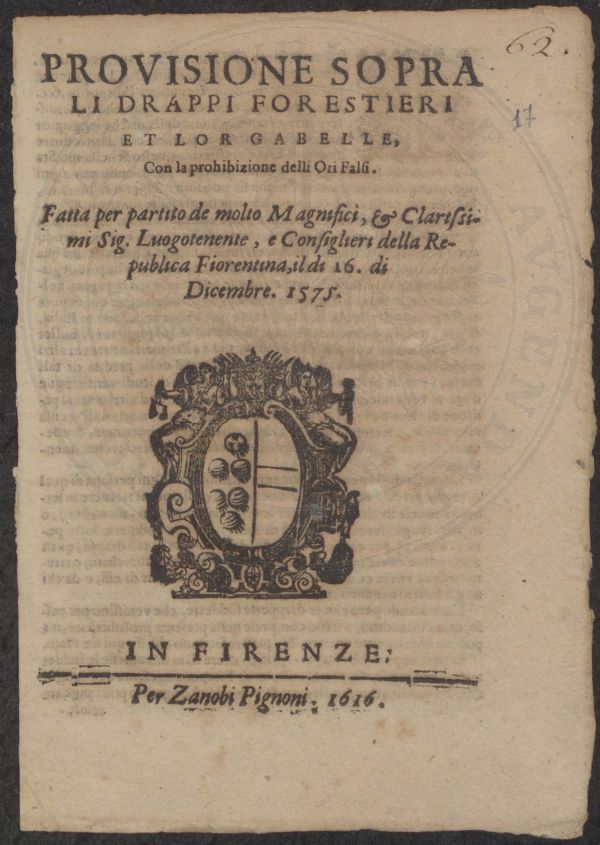 62.
17
PROVISIONE SOPRA
LI DRAPPI FORESTIERI
ET LOR GABELLE,
Con la prohibizione delli Ori Falsi.
Fatta per partito de molto Magnifici, & Clarissi-
mi Sig. Luogotenente, e Consiglieri della Re-
publica Fiorentina, il di 16. di
Dicembre. 1575.
IN FIRENZE:
Per Zanobi Pignoni. 1616.